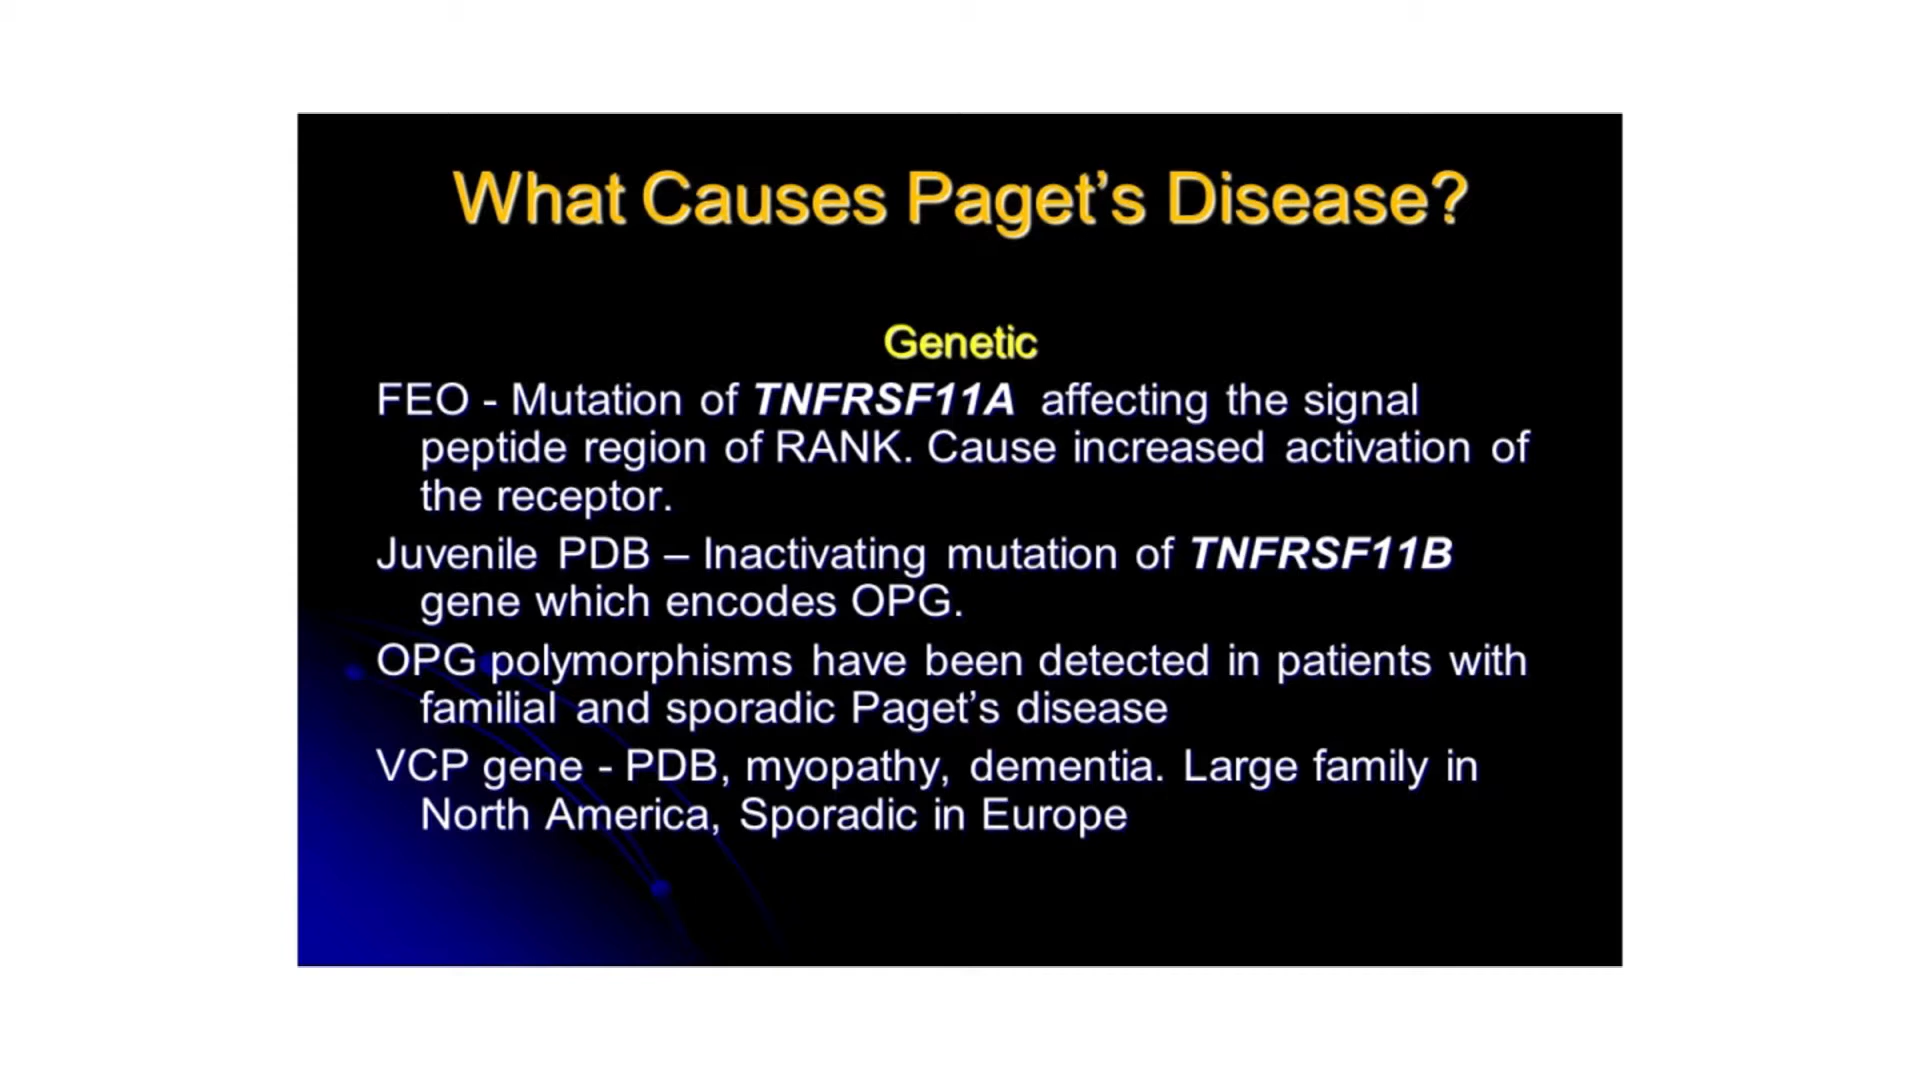 What Causes Paget’s Disease?
Genetic
FEO - Mutation of TNFRSF11A affecting the signal
peptide region of RANK. Cause increased activation of
the receptor.
Juvenile PDB – Inactivating mutation of TNFRSF11B
gene which encodes OPG.
OPG polymorphisms have been detected in patients with
familial and sporadic Paget’s disease
VCP gene - PDB, myopathy, dementia. Large family in
North America, Sporadic in Europe